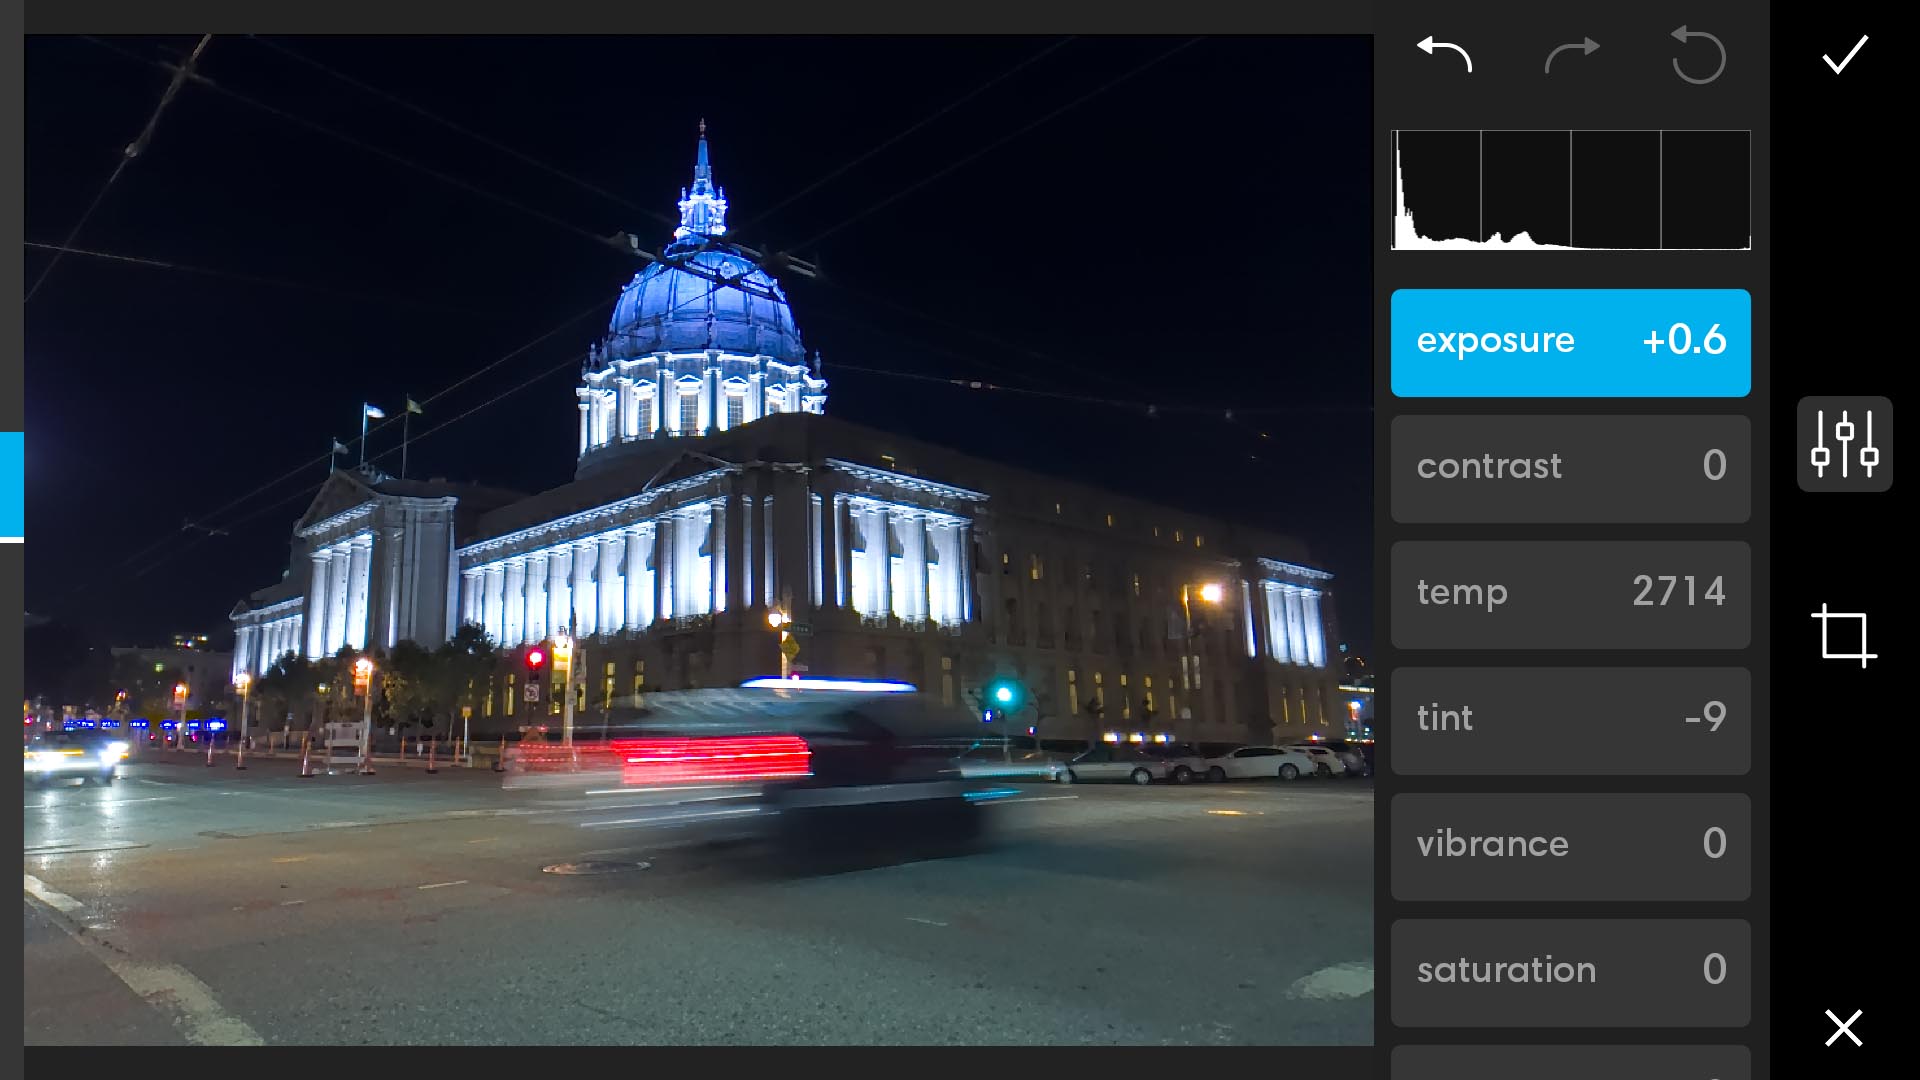 exposure +0.6
contrast 0
temp 2714
tint -9
vibrance 0
saturation 0